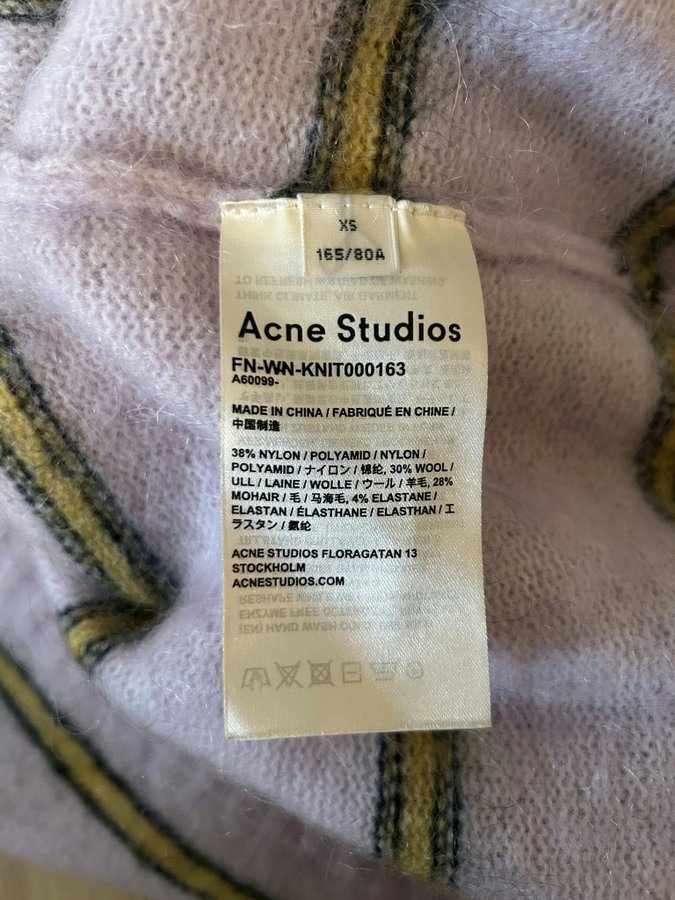 XS
165/80A
Acne Studios
FN-WN-KNIT000163
A60099-
MADE IN CHINA / FABRIQUÉ EN CHINE /
中国制造
38% NYLON / POLYAMID / NYLON /
POLYAMID / ナイロン / 锦纶, 30% WOOL /
ULL / LAINE / WOLLE / ウール / 羊毛, 28%
MOHAIR / 毛 / 马海毛, 4% ELASTANE /
ELASTAN / ÉLASTHANE / ELASTHAN / エ
ラスタン / 氨纶
ACNE STUDIOS FLORAGATAN 13
STOCKHOLM
ACNESTUDIOS.COM